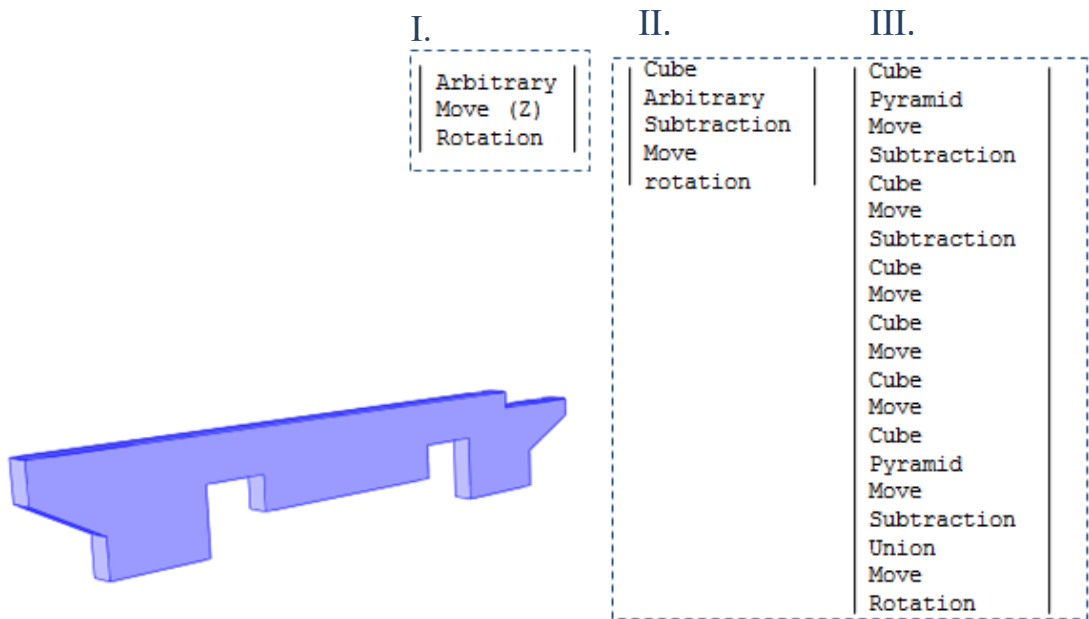 I.
Arbitrary
Move (Z)
Rotation
II.
Cube
Arbitrary
Subtraction
Move
rotation
III.
Cube
Pyramid
Move
Subtraction
Cube
Move
Subtraction
Cube
Move
Cube
Move
Cube
Move
Cube
Pyramid
Move
Subtraction
Union
Move
Rotation